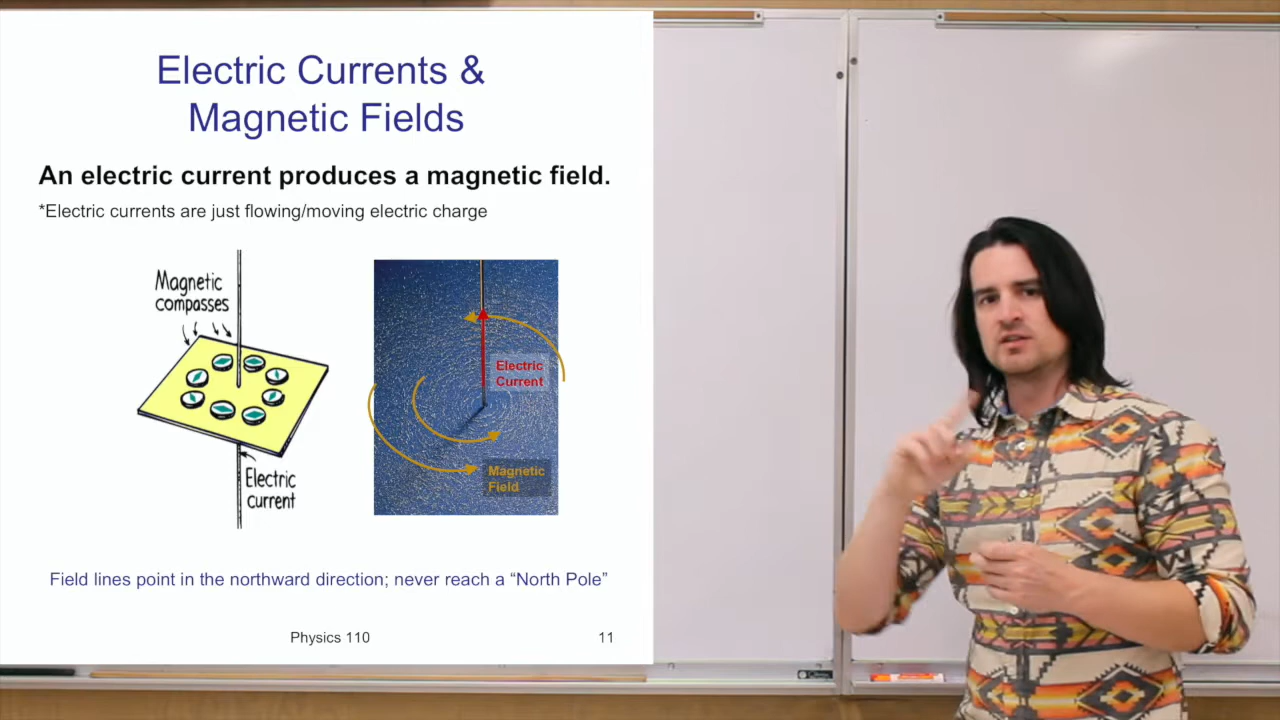 Electric Currents &
Magnetic Fields
An electric current produces a magnetic field.
*Electric currents are just flowing/moving electric charge
Magnetic
compasses
Electric
current
Electric
Current
Magnetic
Field
Field lines point in the northward direction; never reach a “North Pole”
Physics 110
11